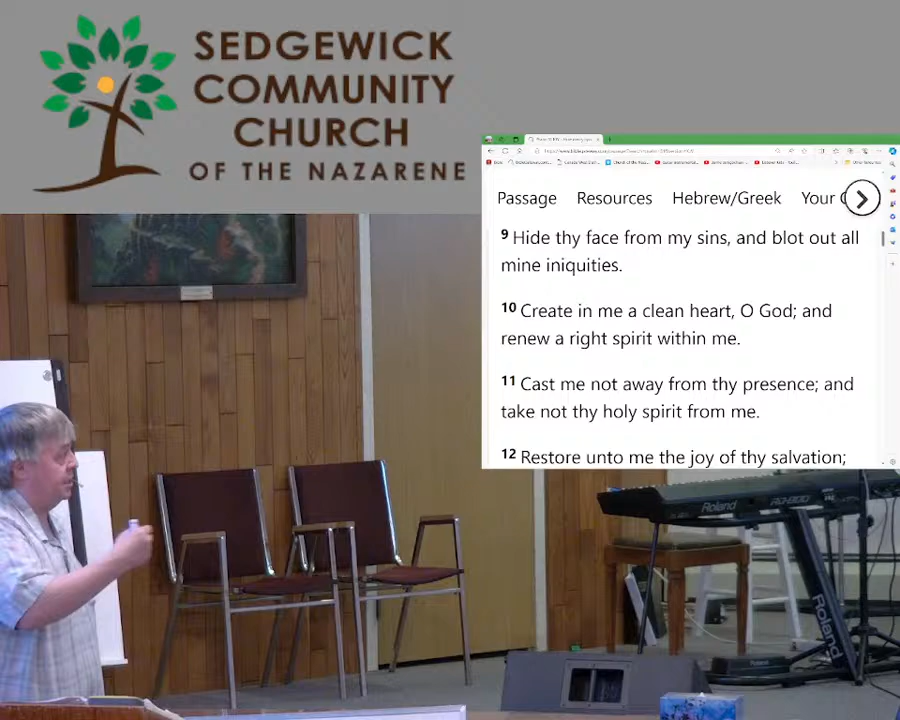 SEDGEWICK
COMMUNITY
CHURCH
OF THE NAZARENE
Passage Resources Hebrew/Greek Your
9 Hide thy face from my sins, and blot out all
mine iniquities.
10 Create in me a clean heart, O God; and
renew a right spirit within me.
11 Cast me not away from thy presence; and
take not thy holy spirit from me.
12 Restore unto me the joy of thy salvation;
Roland
Roland